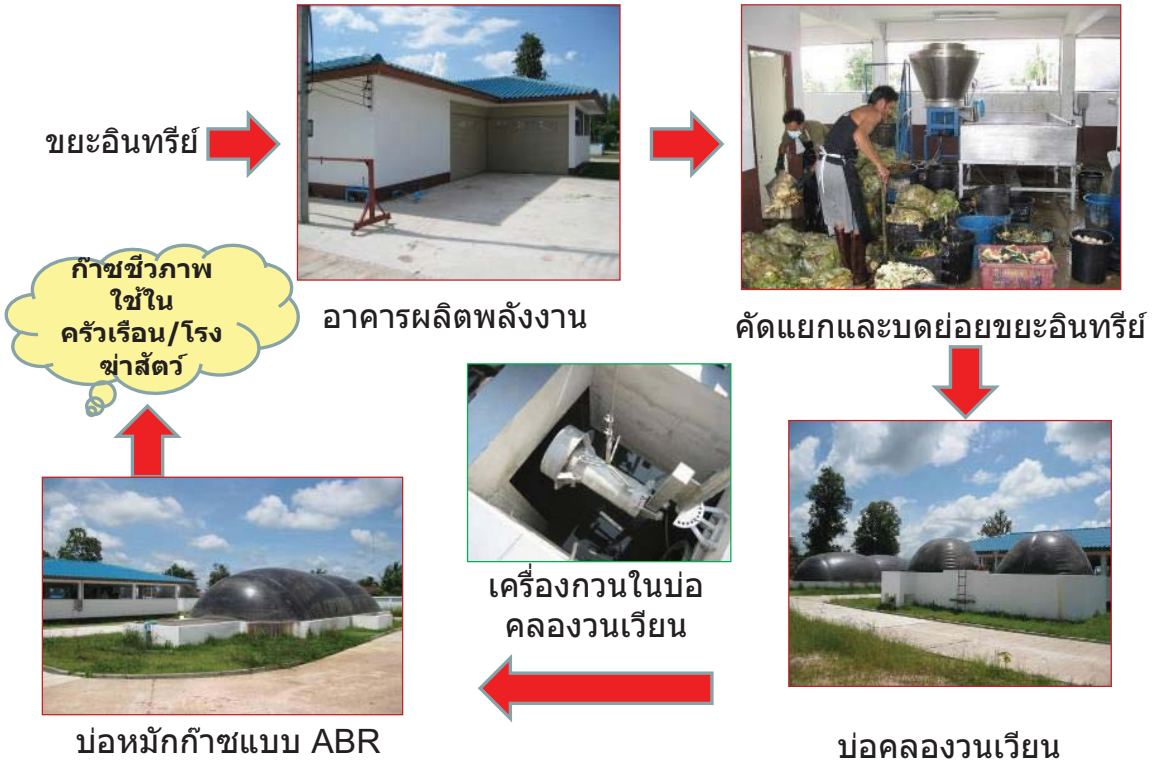 ขยะอินทรีย์
อาคารผลิตพลังงาน
คัดแยกและบดย่อยขยะอินทรีย์
บ่อคลองวนเวียน
เครื่องกวนในบ่อ
คลองวนเวียน
บ่อหมักก๊าซแบบ ABR
ก๊าซชีวภาพ
ใช้ใน
ครัวเรือน/โรง
ฆ่าสัตว์